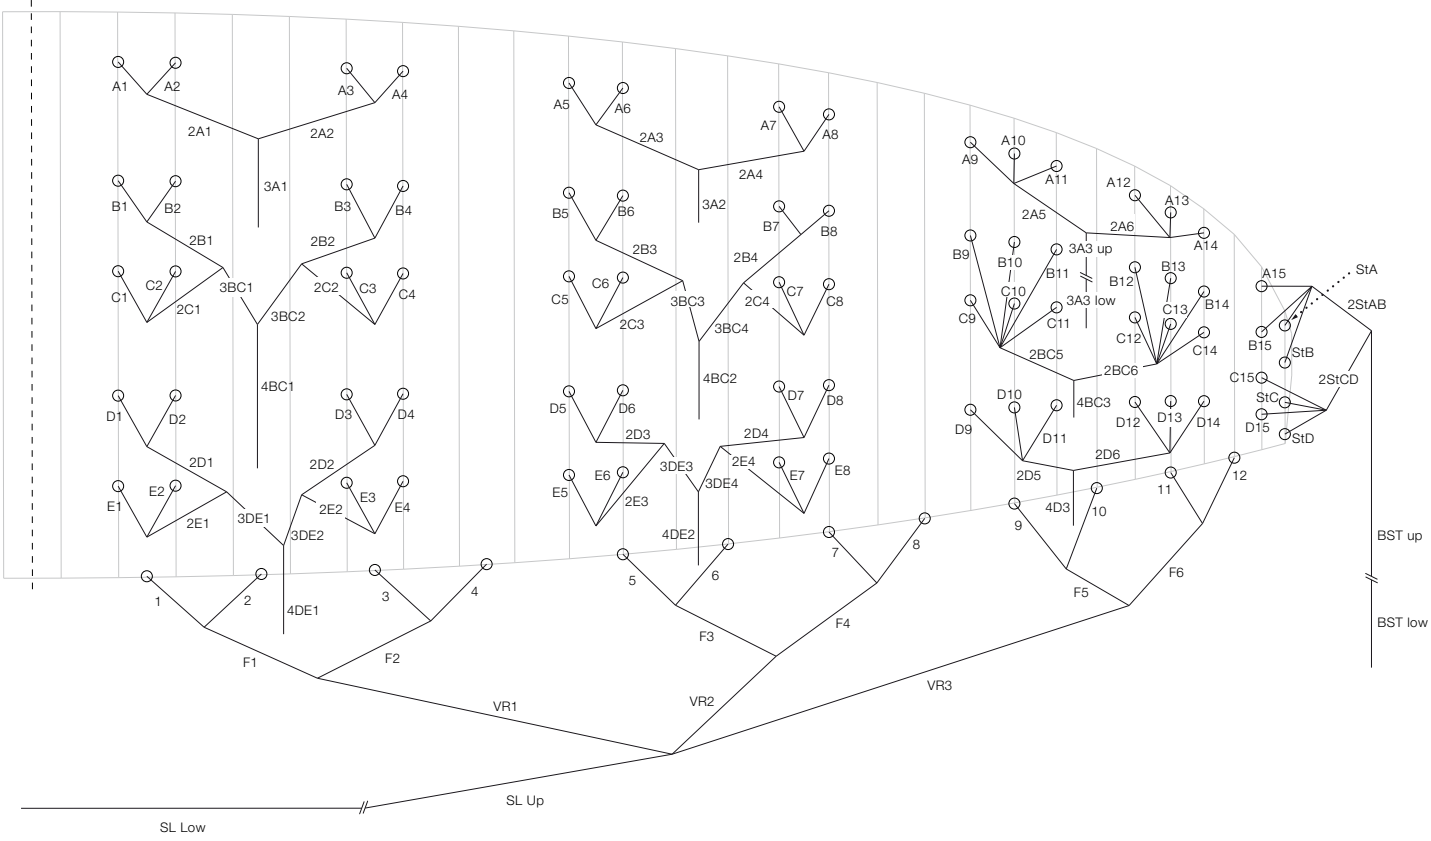 A1 A2 A3 A4
2A1 2A2
3A1
B1 B2 B3 B4
2B1 2B2
C1 C2 2C1 3BC1 2C2 C3 C4
3BC2
4BC1
D1 D2 D3 D4
2D1 2D2
E1 E2 2E1 3DE1 3DE2 2E2 E3 E4
4DE1
A5 A6 A7 A8
2A3 2A4
3A2
B5 B6 B7 B8
2B3 2B4
C5 C6 2C3 3BC3 2C4 C7 C8
3BC4
4BC2
D5 D6 D7 D8
2D3 2D4
E5 E6 2E3 3DE3 3DE4 2E4 E7 E8
4DE2
A9 A10 A11 A12 A13 A14
2A5 2A6
3A3 up
3A3 low
B9 B10 B11 B12 B13 B14
C9 C10 C11 C12 C13 C14
2BC5 2BC6
4BC3
D9 D10 D11 D12 D13 D14
2D5 2D6
4D3
A15 StA
2StAB
B15 StB
C15 2StCD
StC
D15 StD
BST up
BST low
1 2 3 4 5 6 7 8 9 10 11 12
F1 F2 F3 F4 F5 F6
VR1 VR2 VR3
SL Up
SL Low